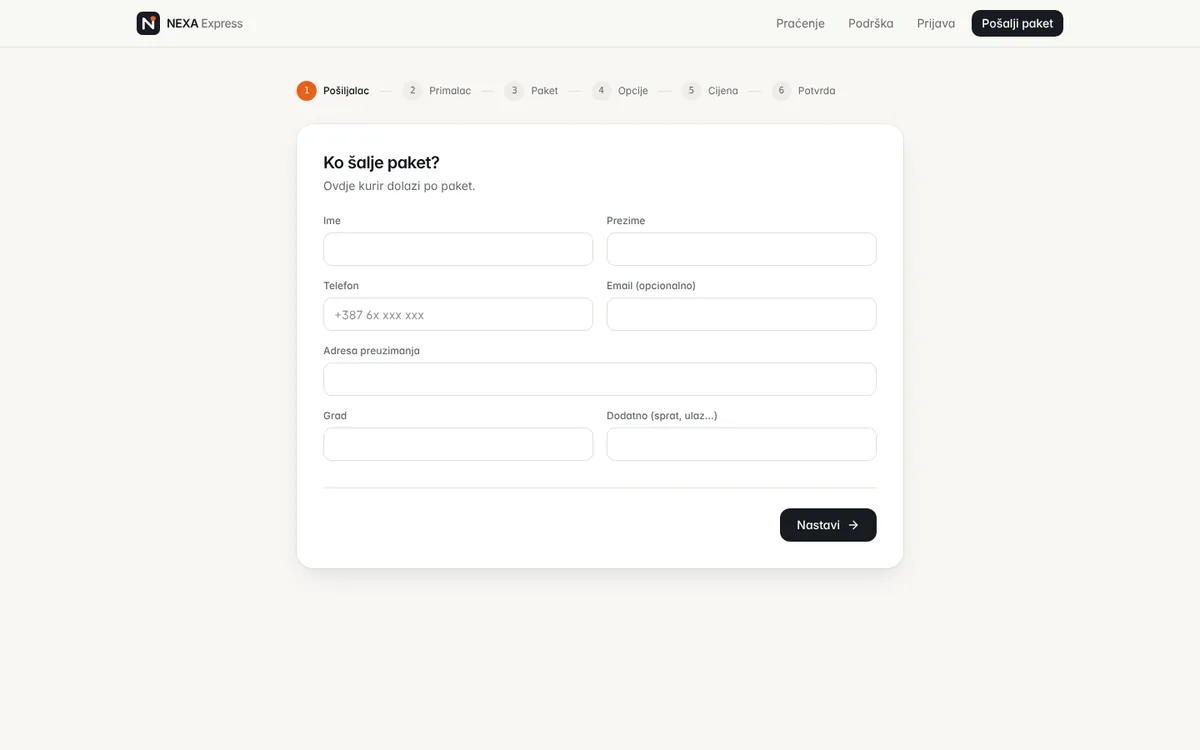 N NEXA Express Praćenje Podrška Prijava Pošalji paket
1 Pošiljalac 2 Primalac 3 Paket 4 Opcije 5 Cijena 6 Potvrda
Ko šalje paket?
Ovdje kurir dolazi po paket.
Ime Prezime
Telefon Email (opcionalno)
+387 6x xxx xxx
Adresa preuzimanja
Grad Dodatno (sprat, ulaz...)
Nastavi →